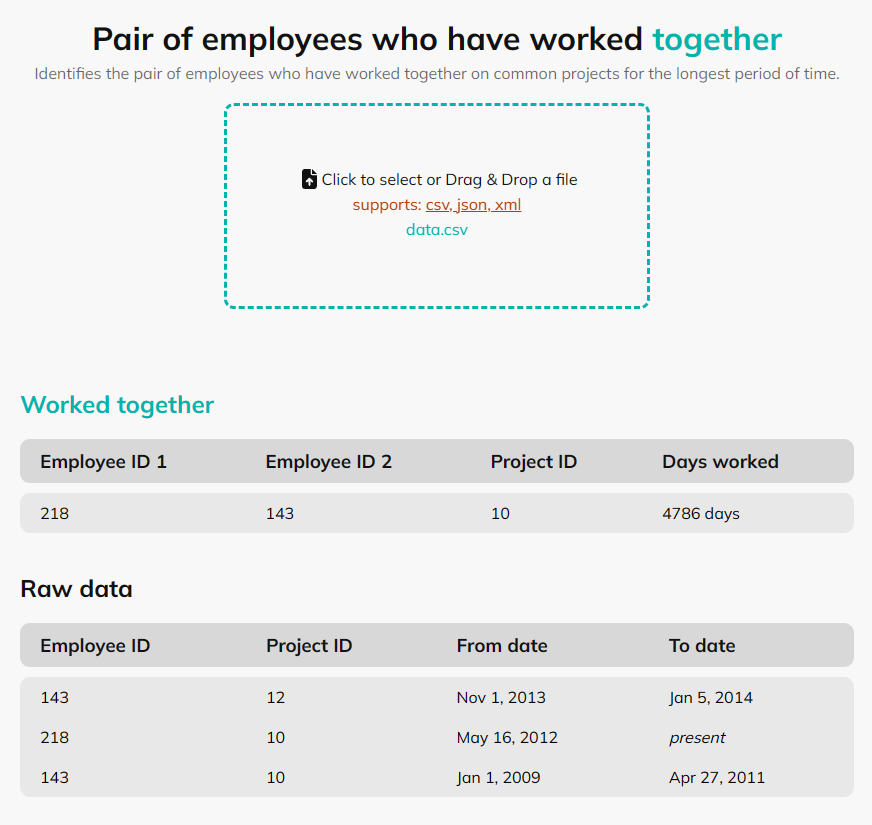 Pair of employees who have worked together
Identifies the pair of employees who have worked together on common projects for the longest period of time.
Click to select or Drag & Drop a file
supports: csv, json, xml
data.csv
Worked together
Employee ID 1 Employee ID 2 Project ID Days worked
218 143 10 4786 days
Raw data
Employee ID Project ID From date To date
143 12 Nov 1, 2013 Jan 5, 2014
218 10 May 16, 2012 present
143 10 Jan 1, 2009 Apr 27, 2011